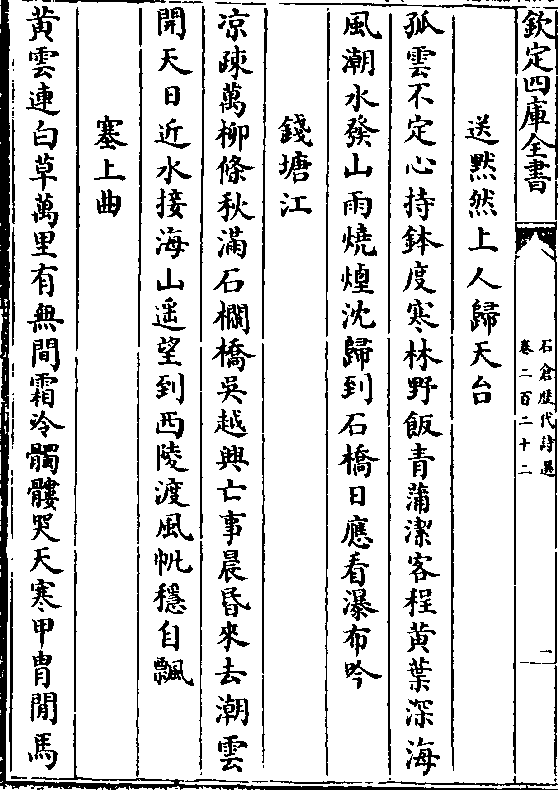 欽定四庫全書
石倉歷代詩選
卷二百二十二
二
送黙然上人歸天台
孤雲不定心持鉢度寒林野飯青蒲潔客程黄葉深海
風潮水發山雨燒煙沈歸到石橋日應看瀑布吟
錢塘江
凉疎萬柳條秋滿石欄橋吳越興亡事晨昏來去潮雲
開天日近水接海山遥望到西陵渡風帆穩自飄
塞上曲
黄雲連白草萬里有無間霜冷髑髏哭天寒甲胄閒馬